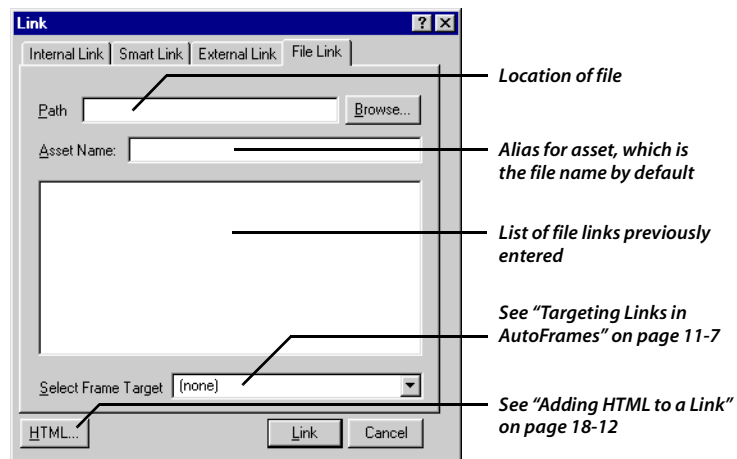 Link
Internal Link Smart Link External Link File Link
Location of file
Path Browse...
Asset Name:
Alias for asset, which is
the file name by default
List of file links previously
entered
See “Targeting Links in
AutoFrames” on page 11-7
Select Frame Target (none)
See “Adding HTML to a Link”
on page 18-12
HTML... Link Cancel